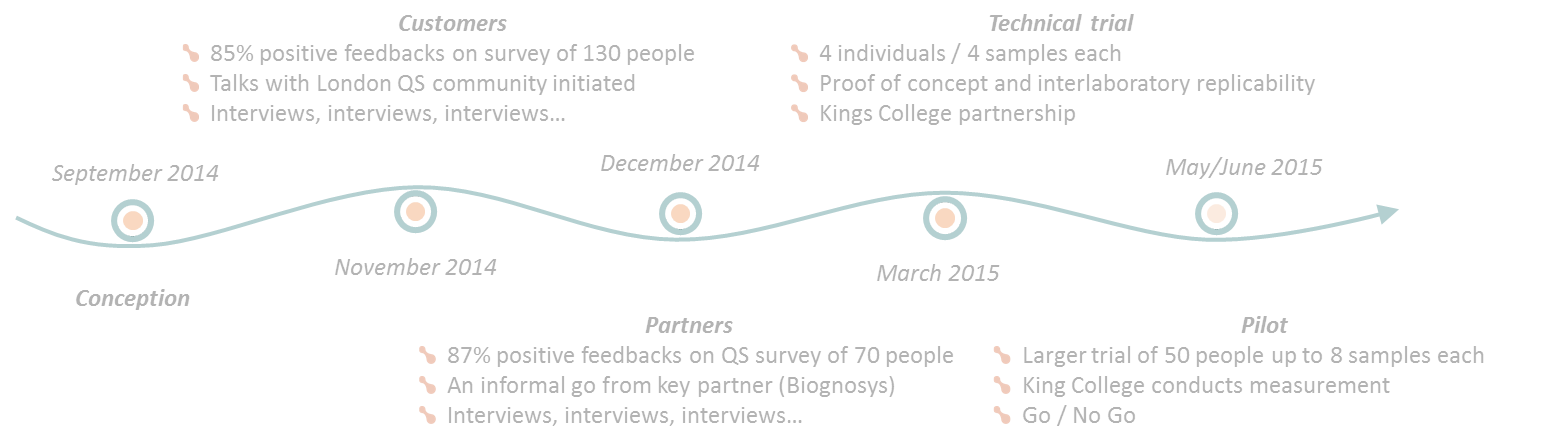 Customers
85% positive feedbacks on survey of 130 people
Talks with London QS community initiated
Interviews, interviews, interviews...
Technical trial
4 individuals / 4 samples each
Proof of concept and interlaboratory replicability
Kings College partnership
September 2014
December 2014
May/June 2015
November 2014
March 2015
Conception
Partners
87% positive feedbacks on QS survey of 70 people
An informal go from key partner (Biognosys)
Interviews, interviews, interviews...
Pilot
Larger trial of 50 people up to 8 samples each
King College conducts measurement
Go / No Go